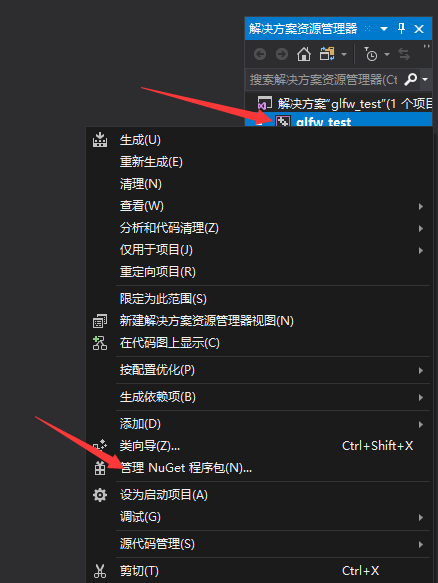 解决方案资源管理器
搜索解决方案资源管理器(Ct
解决方案"glfw_test"(1 个项目
glfw_test
生成(U)
重新生成(E)
清理(N)
查看(W)
分析和代码清理(Z)
仅用于项目(J)
重定向项目(R)
限定为此范围(S)
新建解决方案资源管理器视图(N)
在代码图上显示(C)
按配置优化(P)
生成依赖项(B)
添加(D)
类向导(Z)... Ctrl+Shift+X
管理 NuGet 程序包(N)...
设为启动项目(A)
调试(G)
源代码管理(S)
剪切(T) Ctrl+X